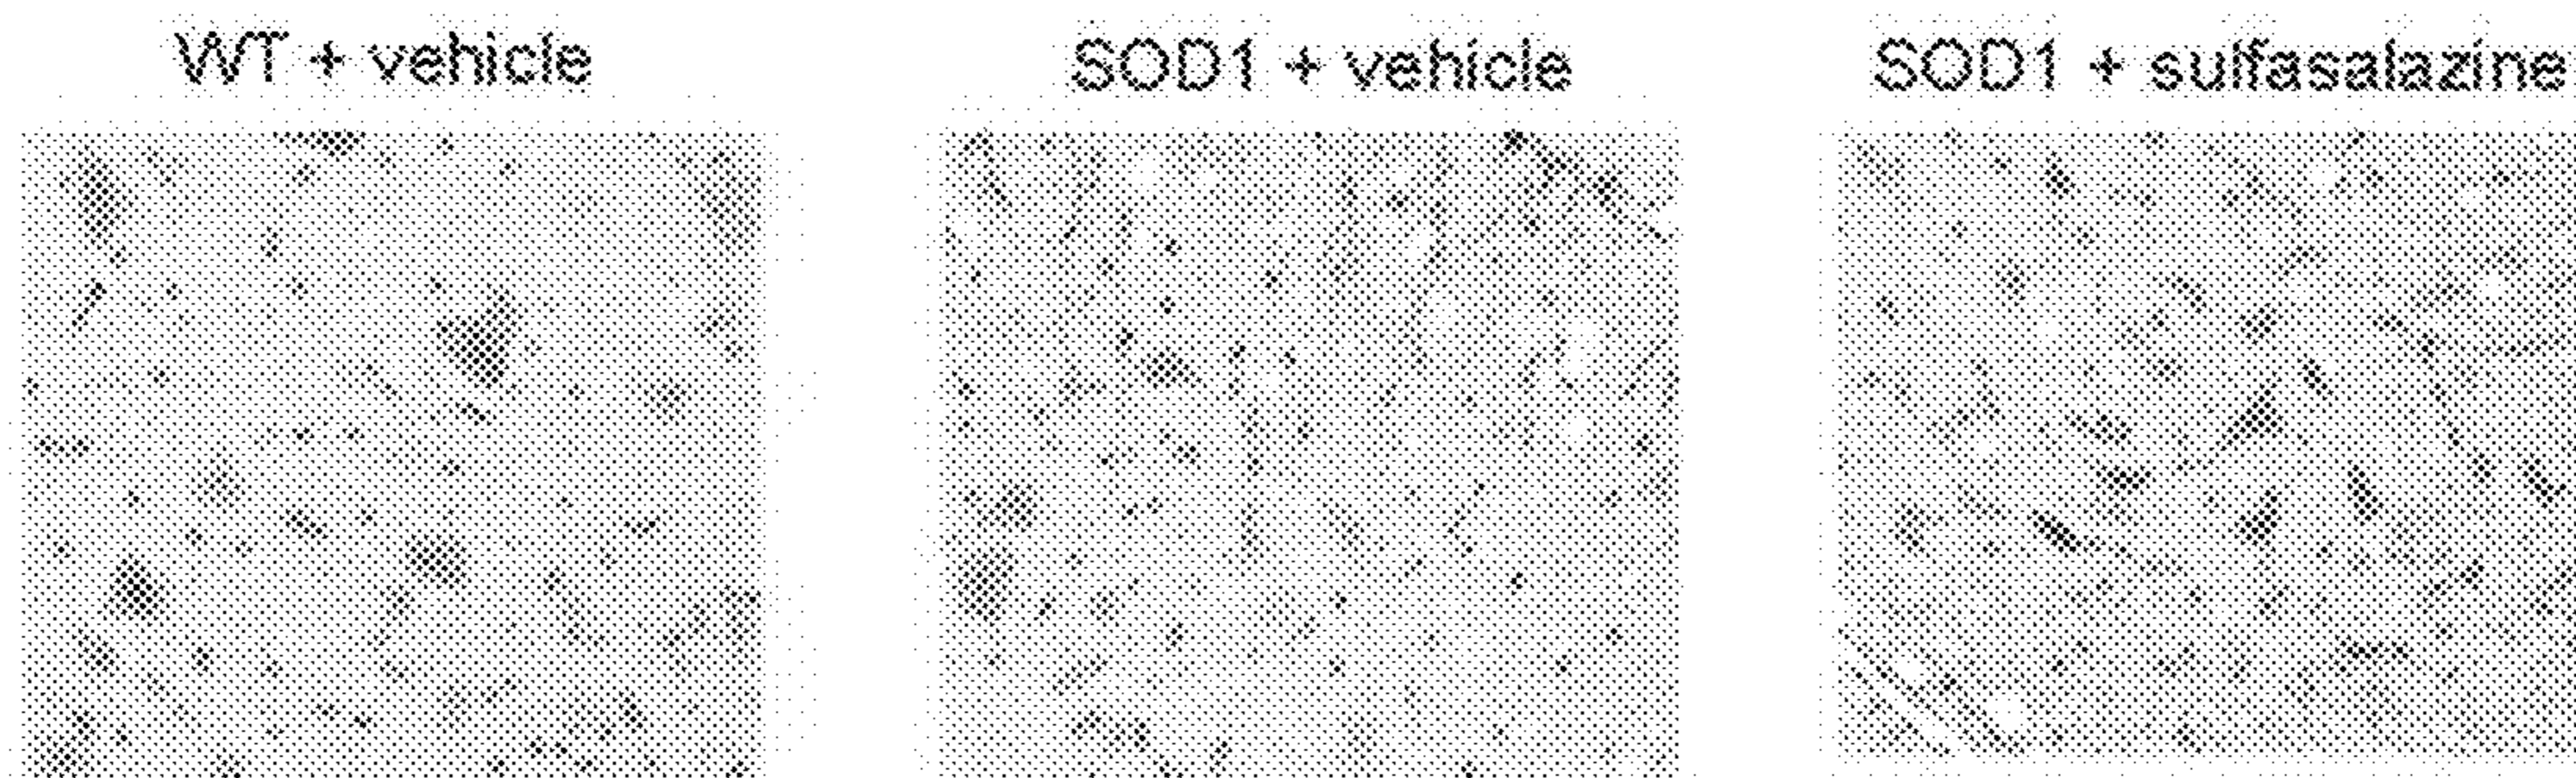 WT + vehicle
SOD1 + vehicle
SOD1 + sulfasalazine